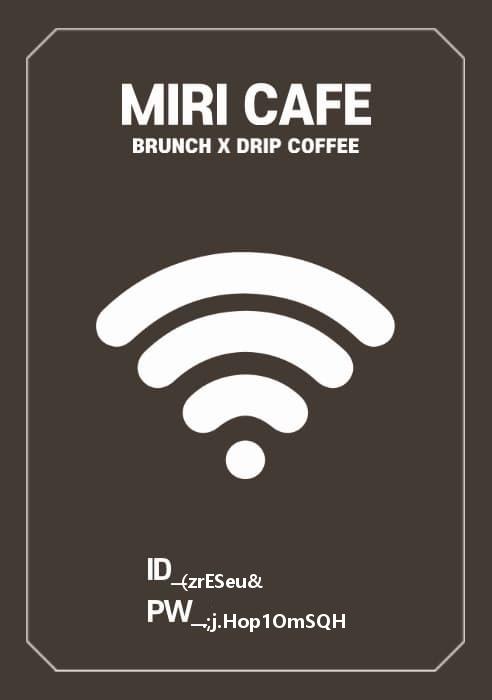 MIRI CAFE
BRUNCH X DRIP COFFEE
ID_-(zrESeu&
PW_-:;j.Hop1OmSQH